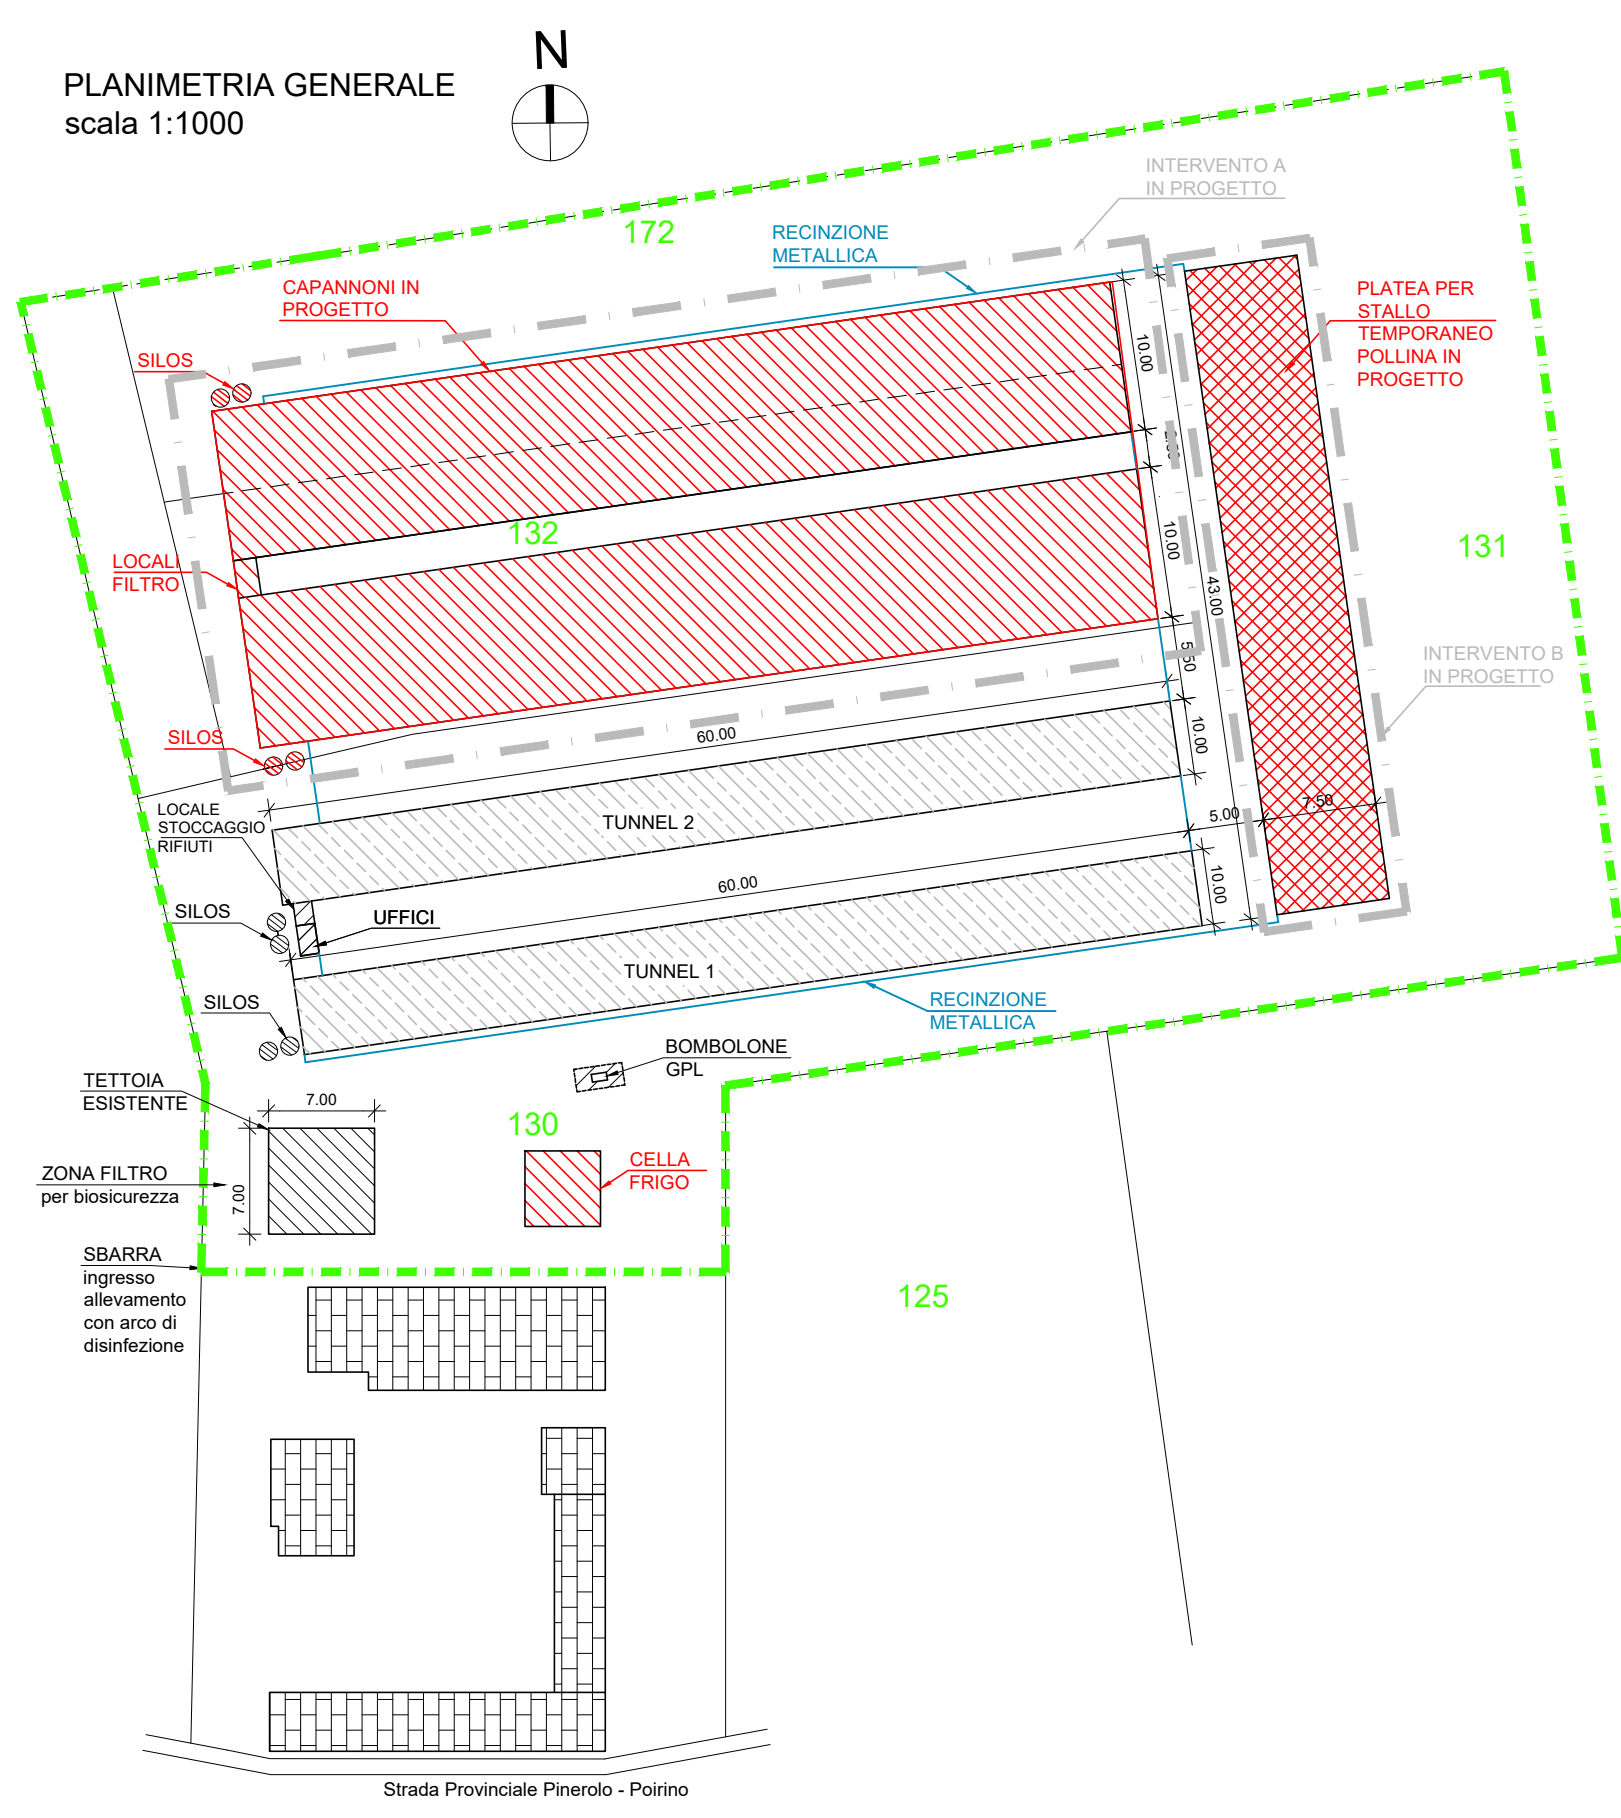 N
PLANIMETRIA GENERALE
scala 1:1000
INTERVENTO A
IN PROGETTO
172
RECINZIONE
METALLICA
CAPANNONI IN
PROGETTO
PLATEA PER
STALLO
TEMPORANEO
POLLINA IN
PROGETTO
SILOS
10.00
132
131
LOCALI
FILTRO
10.00
43.00
5.50
INTERVENTO B
IN PROGETTO
SILOS
60.00
10.00
LOCALE
STOCCAGGIO
RIFIUTI
TUNNEL 2
5.00
7.50
60.00
10.00
SILOS
UFFICI
TUNNEL 1
SILOS
RECINZIONE
METALLICA
BOMBOLONE
GPL
TETTOIA
ESISTENTE
7.00
130
CELLA
FRIGO
ZONA FILTRO
per biosicurezza
7.00
SBARRA
ingresso
allevamento
con arco di
disinfezione
125
Strada Provinciale Pinerolo - Poirino